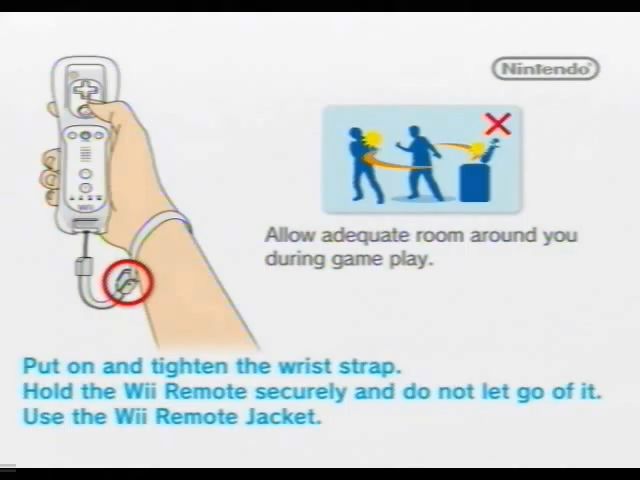 Nintendo
Allow adequate room around you
during game play.
Wii
Put on and tighten the wrist strap.
Hold the Wii Remote securely and do not let go of it.
Use the Wii Remote Jacket.